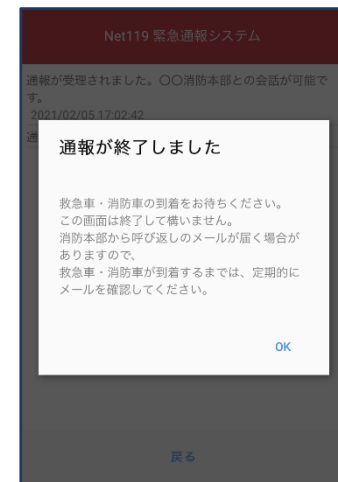 Net119 緊急通報システム
通報が受理されました。〇〇消防本部との会話が可能で
す。
2021/02/05 17:02:42
通
通報が終了しました
救急車・消防車の到着をお待ちください。
この画面は終了して構いません。
消防本部から呼び返しのメールが届く場合が
ありますので、
救急車・消防車が到着するまでは、定期的に
メールを確認してください。
OK
戻る